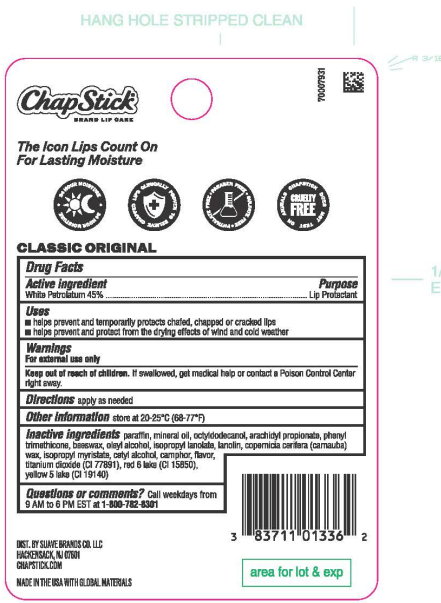 HANG HOLE STRIPPED CLEAN
70007931
ChapStick
BRAND LIP CARE
The Icon Lips Count On
For Lasting Moisture
CRUELTY
FREE
CLASSIC ORIGINAL
Drug Facts
Active ingredient Purpose
White Petrolatum 45% Lip Protectant
Uses
■ helps prevent and temporarily protects chafed, chapped or cracked lips
■ helps prevent and protect from the drying effects of wind and cold weather
Warnings
For external use only
Keep out of reach of children. If swallowed, get medical help or contact a Poison Control Center
right away.
Directions apply as needed
Other information store at 20-25°C (68-77°F)
Inactive ingredients paraffin, mineral oil, octyldodecanol, arachidyl propionate, phenyl
trimethicone, beeswax, oleyl alcohol, isopropyl lanolate, lanolin, copernicia cerifera (carnauba)
wax, isopropyl myristate, cetyl alcohol, camphor, flavor,
titanium dioxide (CI 77891), red 6 lake (CI 15850),
yellow 5 lake (CI 19140)
Questions or comments? Call weekdays from
9 AM to 6 PM EST at 1-800-782-8301
3 83711 01336 2
DIST. BY SUAVE BRANDS CO. LLC
HACKENSACK, NJ 07601
CHAPSTICK.COM
MADE IN THE USA WITH GLOBAL MATERIALS
area for lot & exp